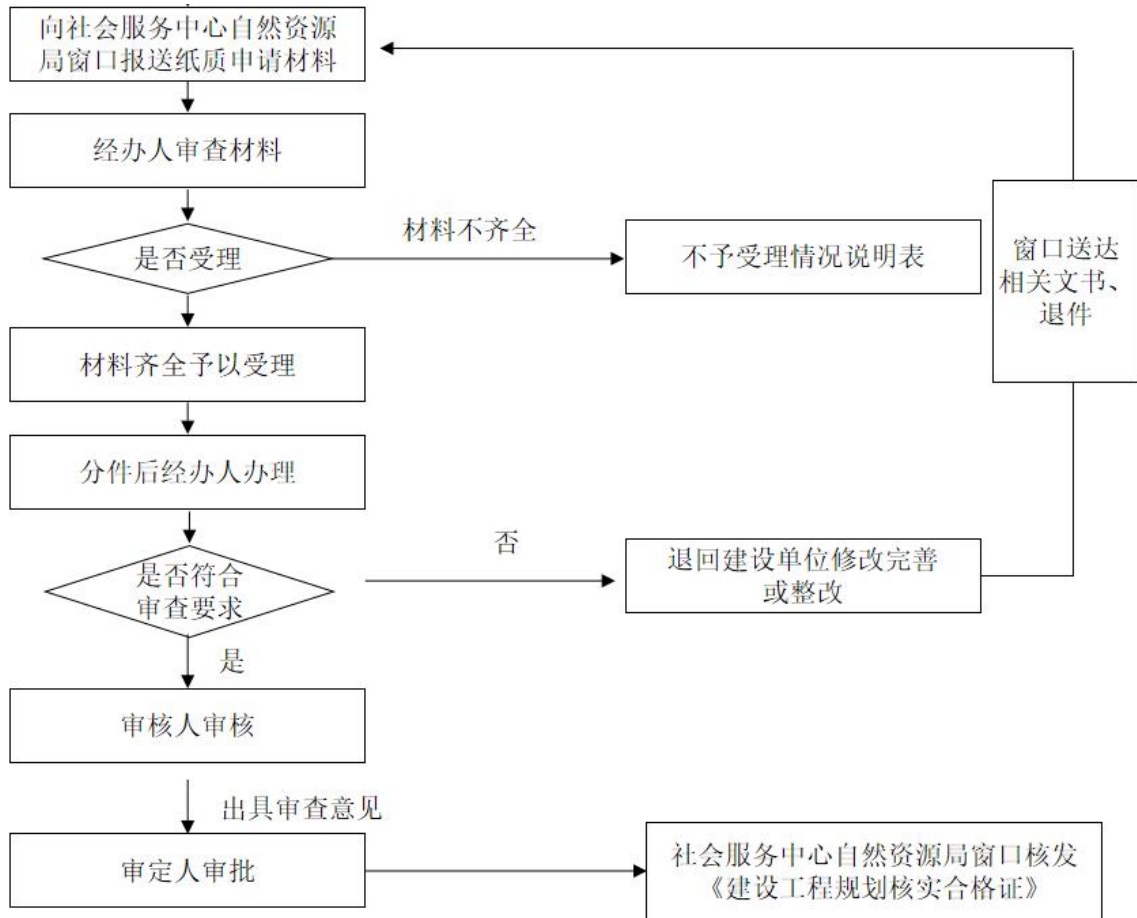 向社会服务中心自然资源
局窗口报送纸质申请材料
经办人审查材料
是否受理
材料不齐全
不予受理情况说明表
窗口送达
相关文书、
退件
材料齐全予以受理
分件后经办人办理
是否符合
审查要求
否
退回建设单位修改完善
或整改
是
审核人审核
出具审查意见
审定人审批
社会服务中心自然资源局窗口核发
《建设工程规划核实合格证》